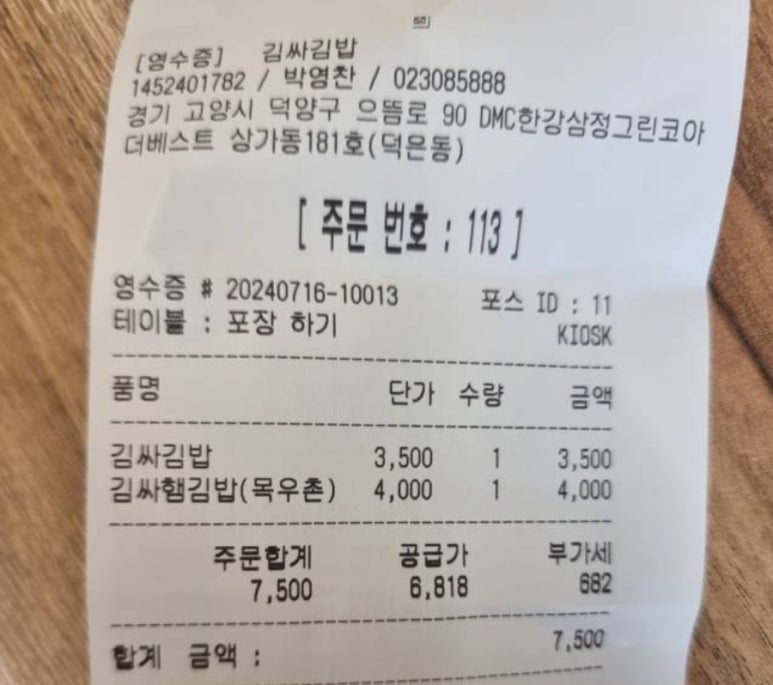 [영수증] 김싸김밥
1452401782 / 박영찬 / 023085888
경기 고양시 덕양구 으뜸로 90 DMC한강삼정그린코아
더베스트 상가동181호(덕은동)
[ 주문 번호 : 113 ]
영수증 # 20240716-10013 포스 ID : 11
테이블 : 포장 하기 KIOSK
품명 단가 수량 금액
김싸김밥 3,500 1 3,500
김싸햄김밥(목우촌) 4,000 1 4,000
주문합계 공급가 부가세
7,500 6,818 682
합계 금액 : 7,500